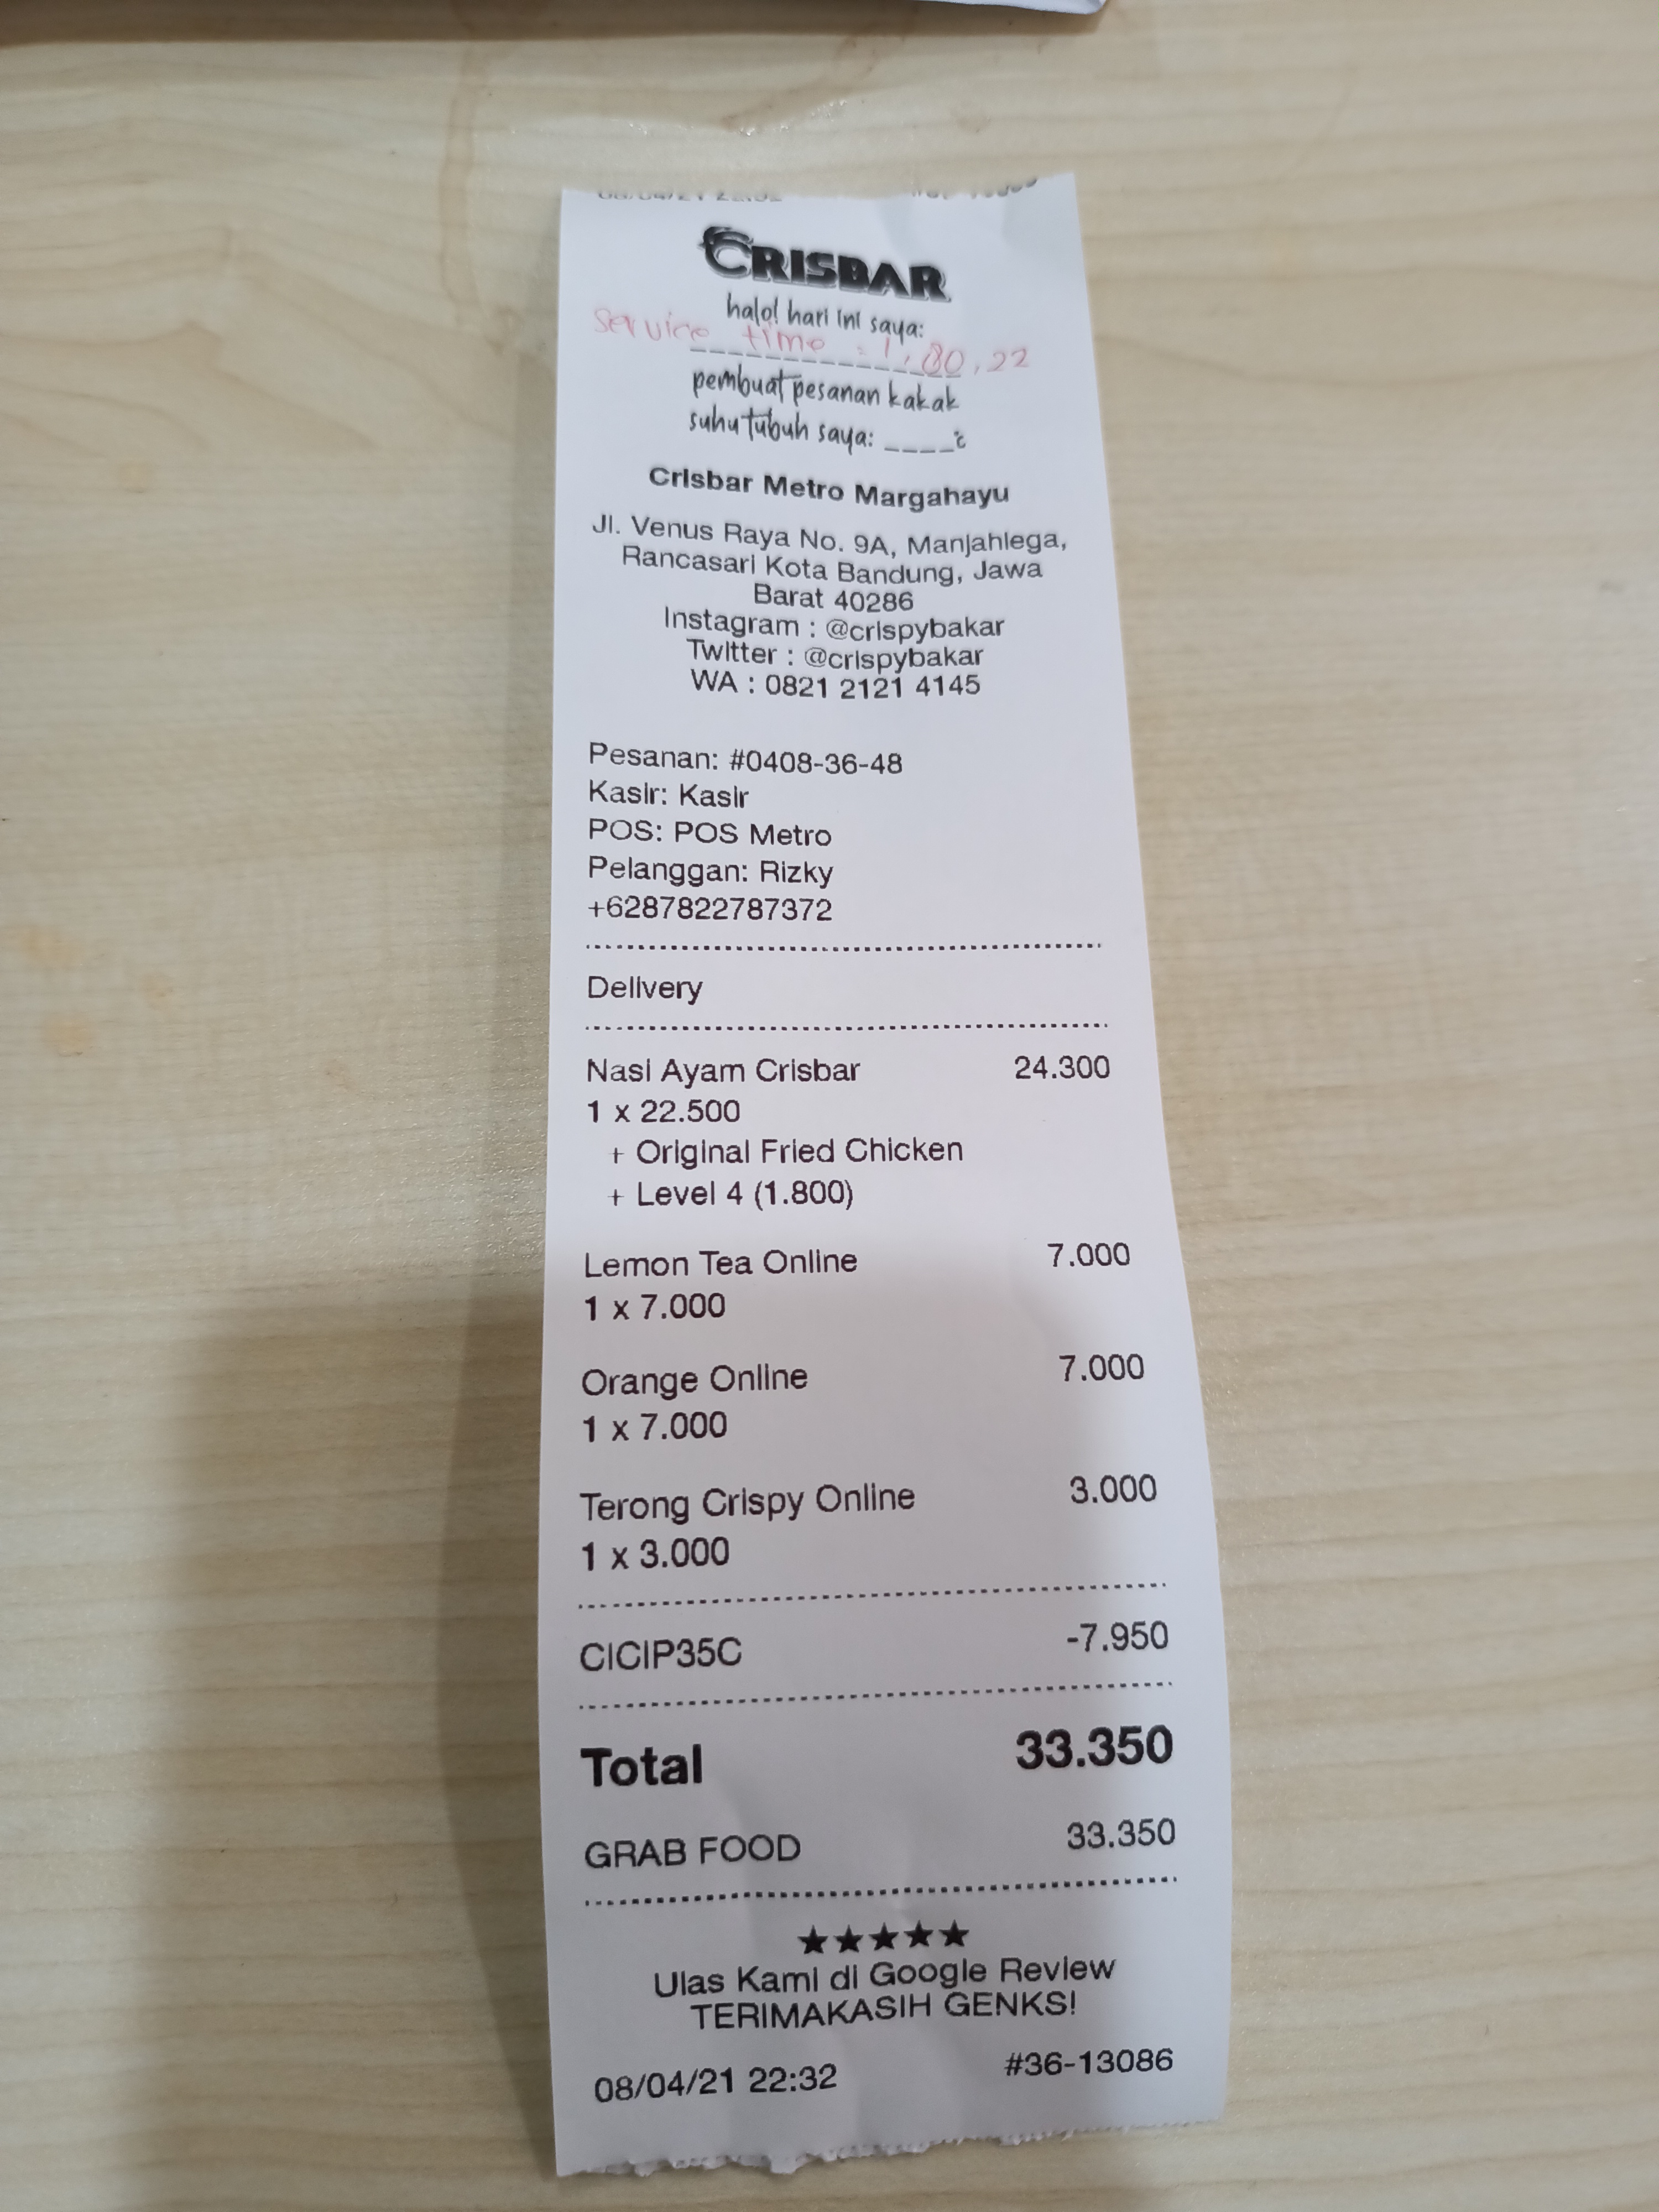 CRISBAR
halo! hari ini saya:
service time : 1,80,22
pembuat pesanan kakak
suhu tubuh saya: ____°c
Crisbar Metro Margahayu
Jl. Venus Raya No. 9A, Manjahlega,
Rancasari Kota Bandung, Jawa
Barat 40286
Instagram : @crispybakar
Twitter : @crispybakar
WA : 0821 2121 4145
Pesanan: #0408-36-48
Kasir: Kasir
POS: POS Metro
Pelanggan: Rizky
+6287822787372
Delivery
Nasi Ayam Crisbar 24.300
1 x 22.500
+ Original Fried Chicken
+ Level 4 (1.800)
Lemon Tea Online 7.000
1 x 7.000
Orange Online 7.000
1 x 7.000
Terong Crispy Online 3.000
1 x 3.000
CICIP35C -7.950
Total 33.350
GRAB FOOD 33.350
★★★★★
Ulas Kami di Google Review
TERIMAKASIH GENKS!
08/04/21 22:32 #36-13086